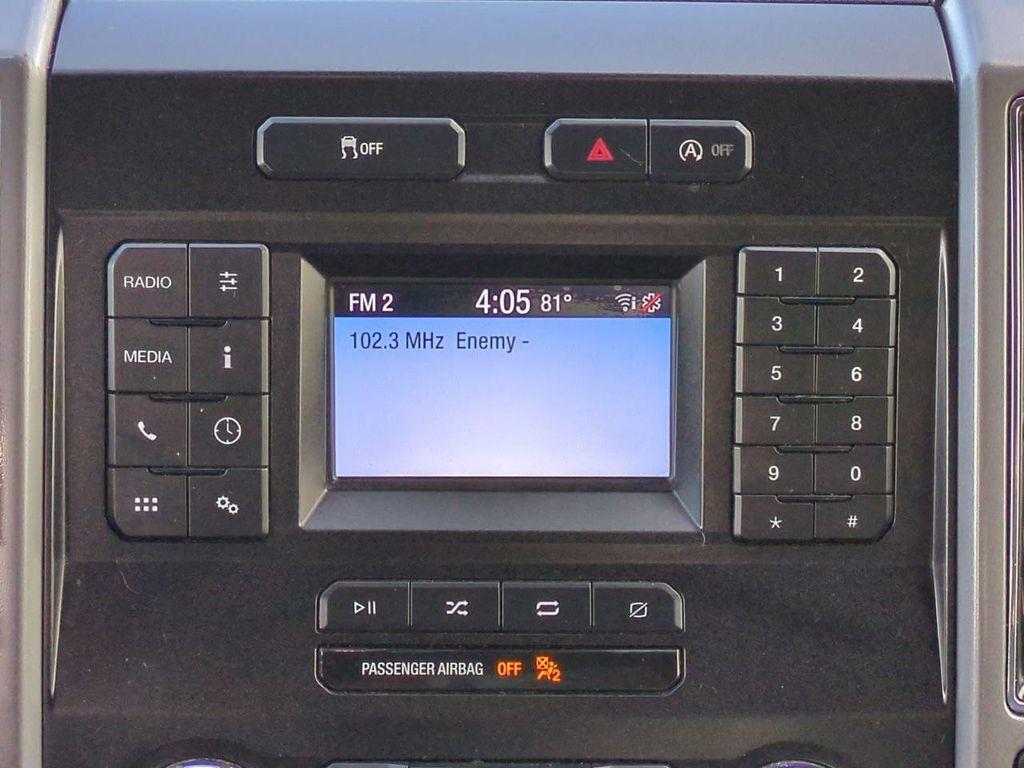 OFF
A OFF
RADIO
MEDIA
i
FM 2 4:05 81° i
102.3 MHz Enemy -
1 2
3 4
5 6
7 8
9 0
* #
PASSENGER AIRBAG OFF 2